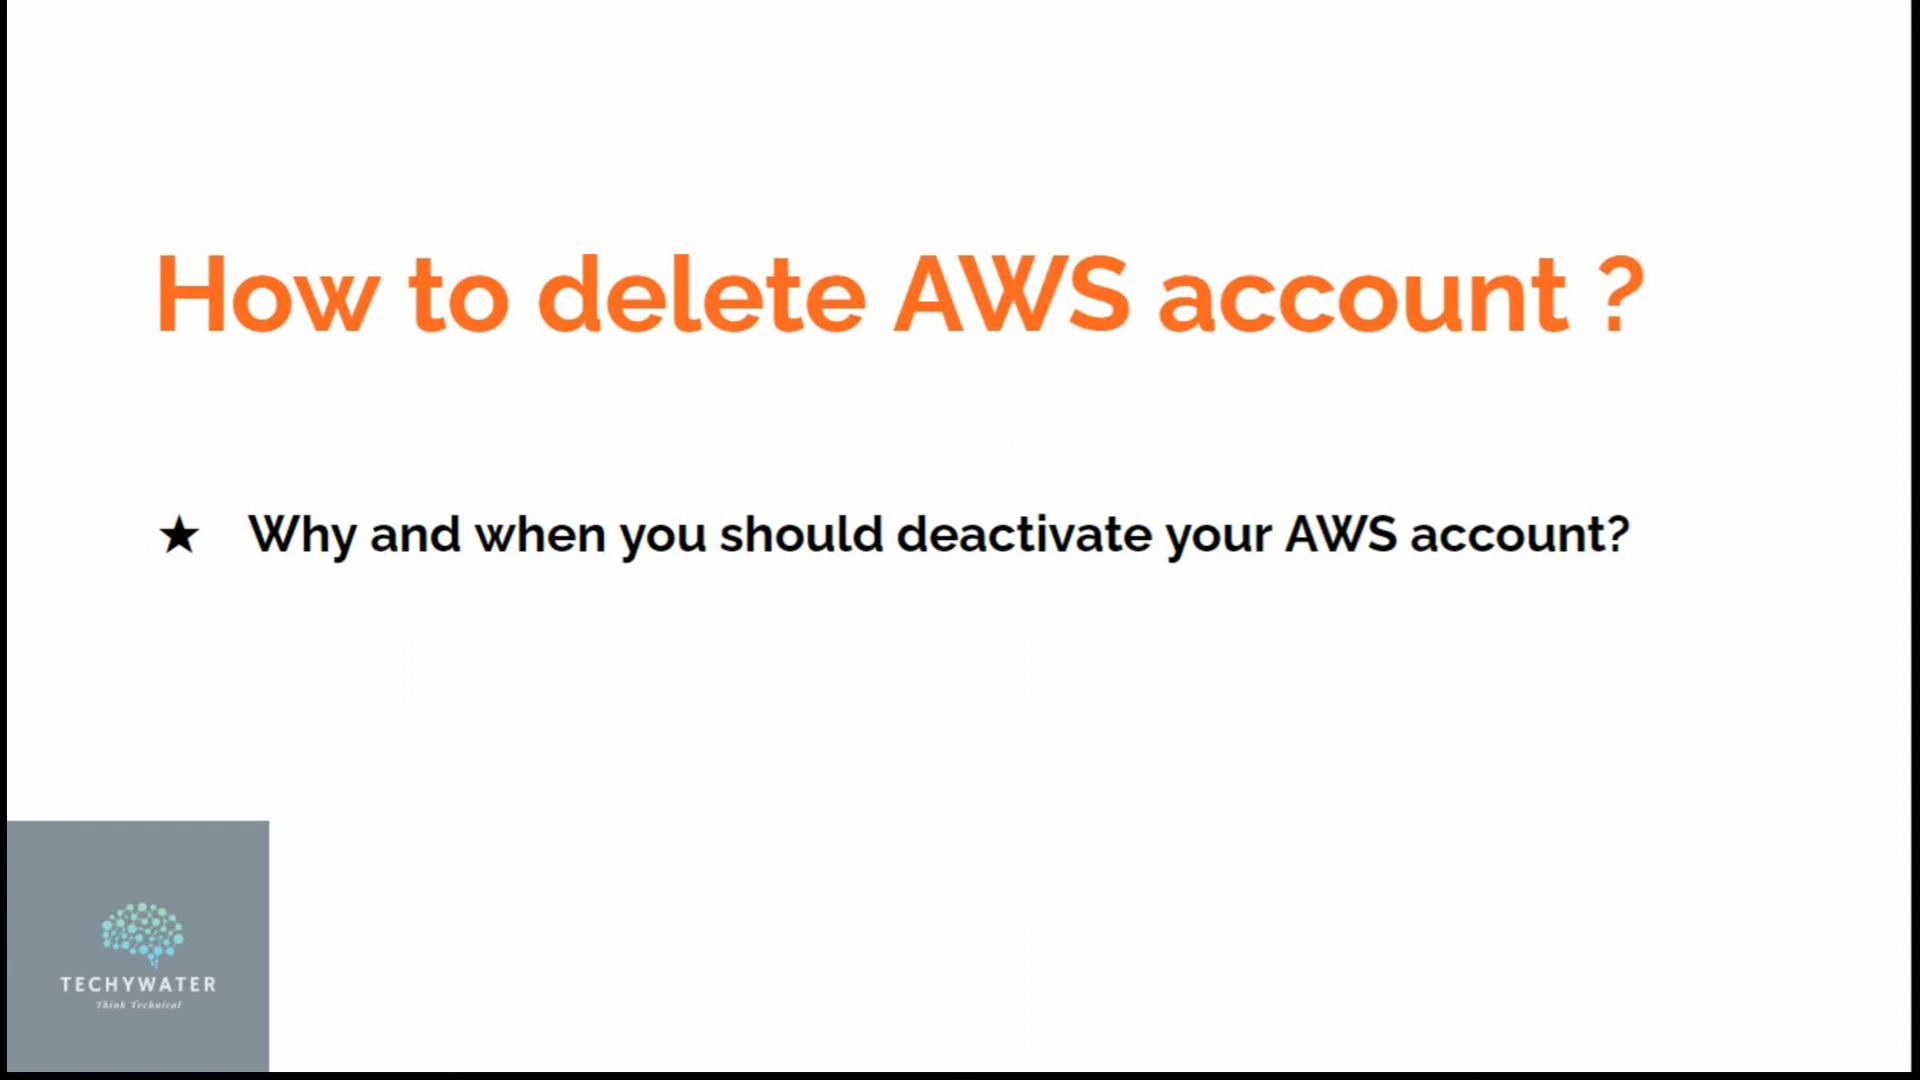 How to delete AWS account ?
★ Why and when you should deactivate your AWS account?
TECHYWATER
Think Technical